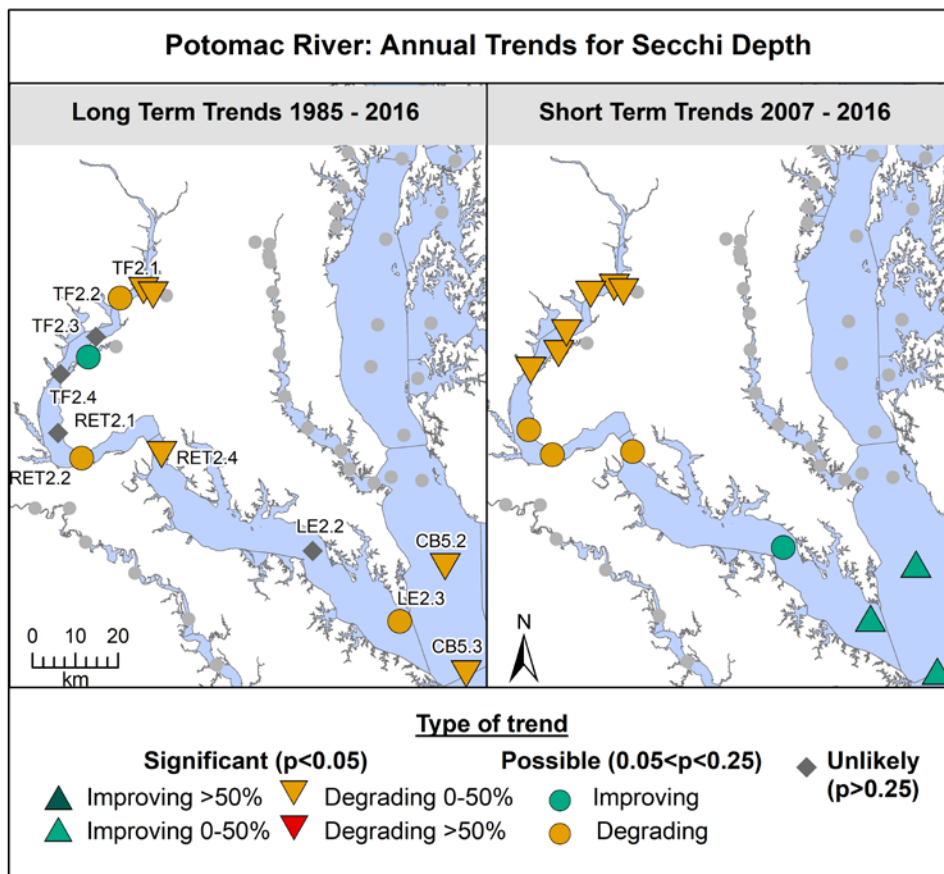 Potomac River: Annual Trends for Secchi Depth
Long Term Trends 1985 - 2016
Short Term Trends 2007 - 2016
TF2.1
TF2.2
TF2.3
TF2.4
RET2.1
RET2.4
RET2.2
LE2.2
CB5.2
LE2.3
CB5.3
0 10 20
km
N
Type of trend
Significant (p<0.05)
Possible (0.05<p<0.25)
Unlikely
(p>0.25)
Improving >50%
Degrading 0-50%
Improving
Improving 0-50%
Degrading >50%
Degrading